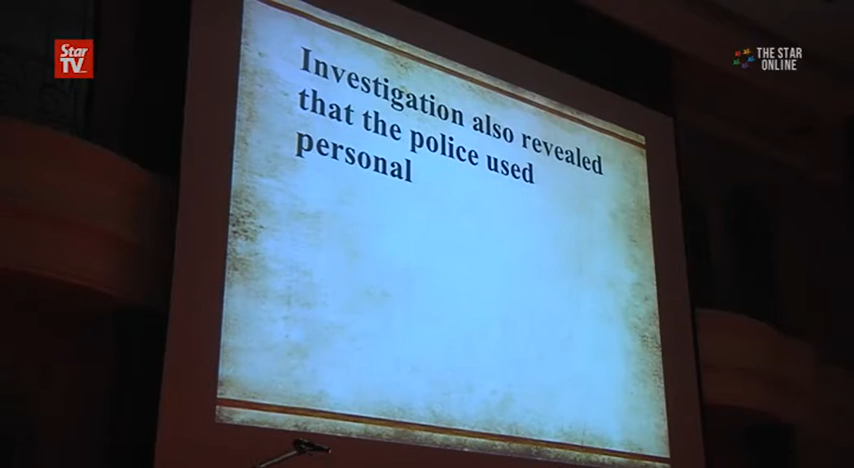 Star
TV
THE STAR
ONLINE
Investigation also revealed
that the police used
personal